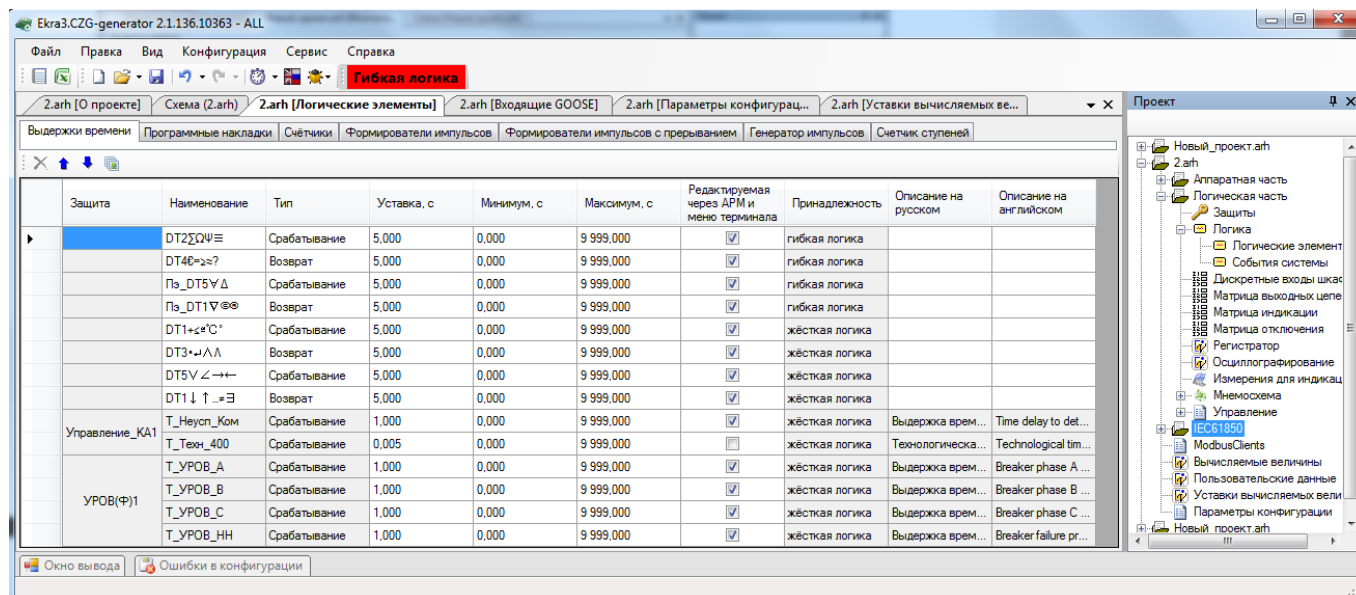 Ekra3.CZG-generator 2.1.136.10363 - ALL
Файл Правка Вид Конфигурация Сервис Справка
Гибкая логика
2.arh [О проекте] Схема (2.arh) 2.arh [Логические элементы] 2.arh [Входящие GOOSE] 2.arh [Параметры конфигурац... 2.arh [Уставки вычисляемых ве...
Выдержки времени Программные накладки Счётчики Формирователи импульсов Формирователи импульсов с прерыванием Генератор импульсов Счетчик ступеней
Защита Наименование Тип Уставка, с Минимум, с Максимум, с Редактируемая через АРМ и меню терминала Принадлежность Описание на русском Описание на английском
DT2∑ΩΨ≡ Срабатывание 5,000 0,000 9 999,000 гибкая логика
DT4€=≥≈? Возврат 5,000 0,000 9 999,000 гибкая логика
Пэ_DT5∀Δ Срабатывание 5,000 0,000 9 999,000 гибкая логика
Пэ_DT1∇ Возврат 5,000 0,000 9 999,000 гибкая логика
Срабатывание 5,000 0,000 9 999,000 жёсткая логика
Возврат 5,000 0,000 9 999,000 жёсткая логика
DT5∨∠→← Срабатывание 5,000 0,000 9 999,000 жёсткая логика
Возврат 5,000 0,000 9 999,000 жёсткая логика
Управление_КА1 Т_Неусп_Ком Срабатывание 1,000 0,000 9 999,000 жёсткая логика Выдержка врем... Time delay to det...
Т_Техн_400 Срабатывание 0,005 0,000 9 999,000 жёсткая логика Технологическа... Technological tim...
УРОВ(Ф)1 Т_УРОВ_А Срабатывание 1,000 0,000 9 999,000 жёсткая логика Выдержка врем... Breaker phase A ...
Т_УРОВ_В Срабатывание 1,000 0,000 9 999,000 жёсткая логика Выдержка врем... Breaker phase B ...
Т_УРОВ_С Срабатывание 1,000 0,000 9 999,000 жёсткая логика Выдержка врем... Breaker phase C ...
Т_УРОВ_НН Срабатывание 1,000 0,000 9 999,000 жёсткая логика Выдержка врем... Breaker failure pr...
Окно вывода Ошибки в конфигурации
Проект
Новый_проект.arh
2.arh
Аппаратная часть
Логическая часть
Защиты
Логика
Логические элемент
События системы
Дискретные входы шкаф
Матрица выходных цепе
Матрица индикации
Матрица отключения
Регистратор
Осциллографирование
Измерения для индикац
Мнемосхема
Управление
IEC61850
ModbusClients
Вычисляемые величины
Пользовательские данные
Уставки вычисляемых вели
Параметры конфигурации
Новый_проект.arh